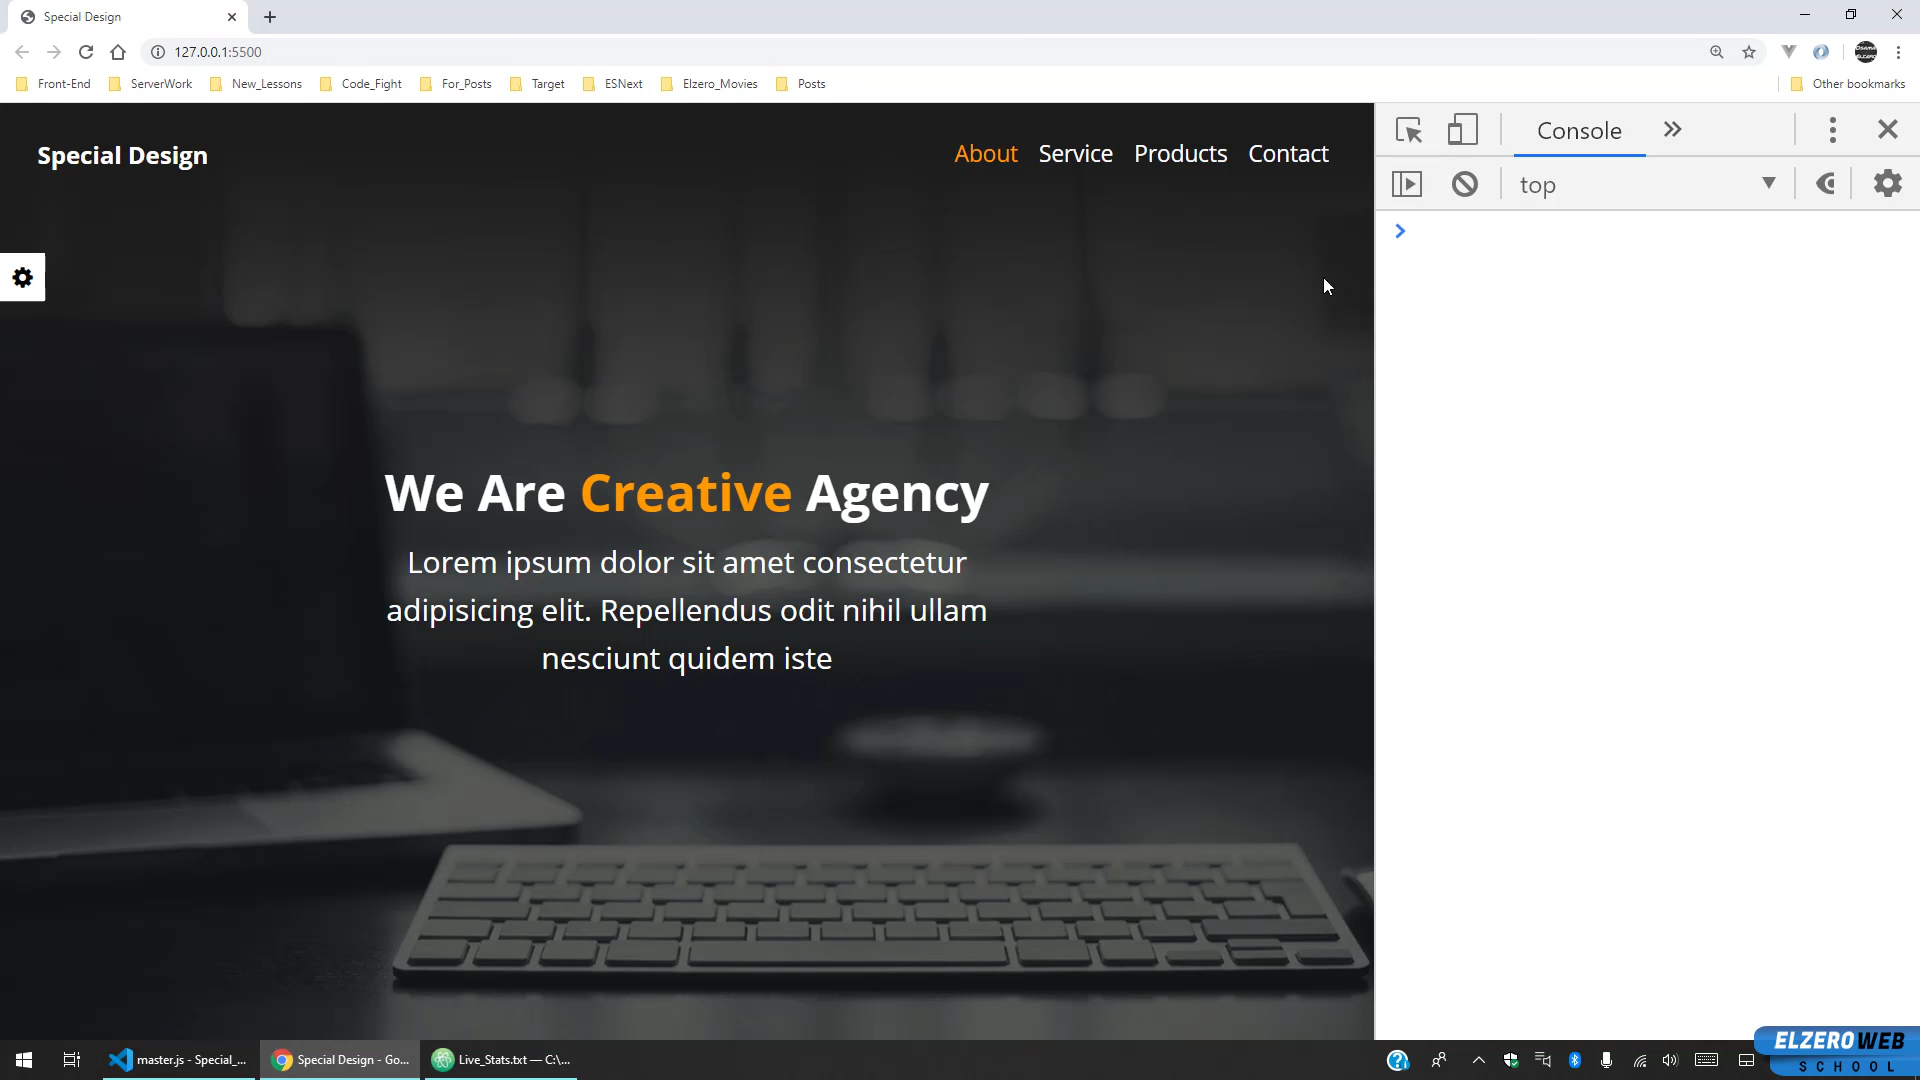 Special Design
127.0.0.1:5500
Front-End ServerWork New_Lessons Code_Fight For_Posts Target ESNext Elzero_Movies Posts Other bookmarks
Special Design About Service Products Contact
Console
top
We Are Creative Agency
Lorem ipsum dolor sit amet consectetur
adipisicing elit. Repellendus odit nihil ullam
nesciunt quidem iste
master.js - Special_... Special Design - Go... Live_Stats.txt — C:\...
ELZERO WEB
SCHOOL